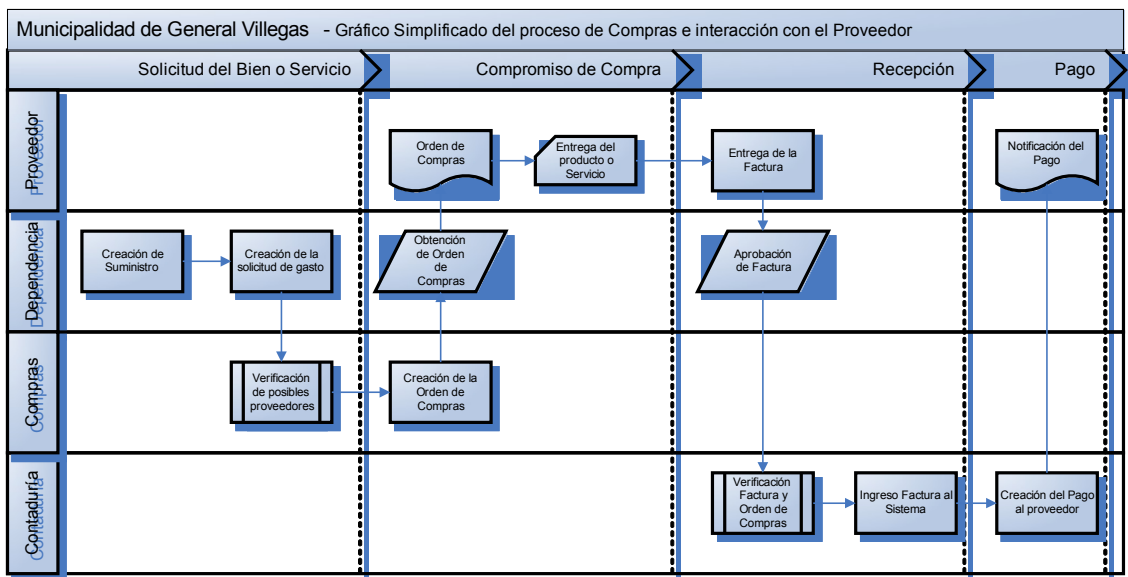 Municipalidad de General Villegas - Gráfico Simplificado del proceso de Compras e interacción con el Proveedor
Solicitud del Bien o Servicio
Compromiso de Compra
Recepción
Pago
Proveedor
Orden de
Compras
Entrega del
producto o
Servicio
Entrega de la
Factura
Notificación del
Pago
Dependencia
Creación de
Suministro
Creación de la
solicitud de gasto
Obtención
de Orden
de
Compras
Aprobación
de Factura
Compras
Verificación
de posibles
proveedores
Creación de la
Orden de
Compras
Contaduría
Verificación
Factura y
Orden de
Compras
Ingreso Factura al
Sistema
Creación del Pago
al proveedor